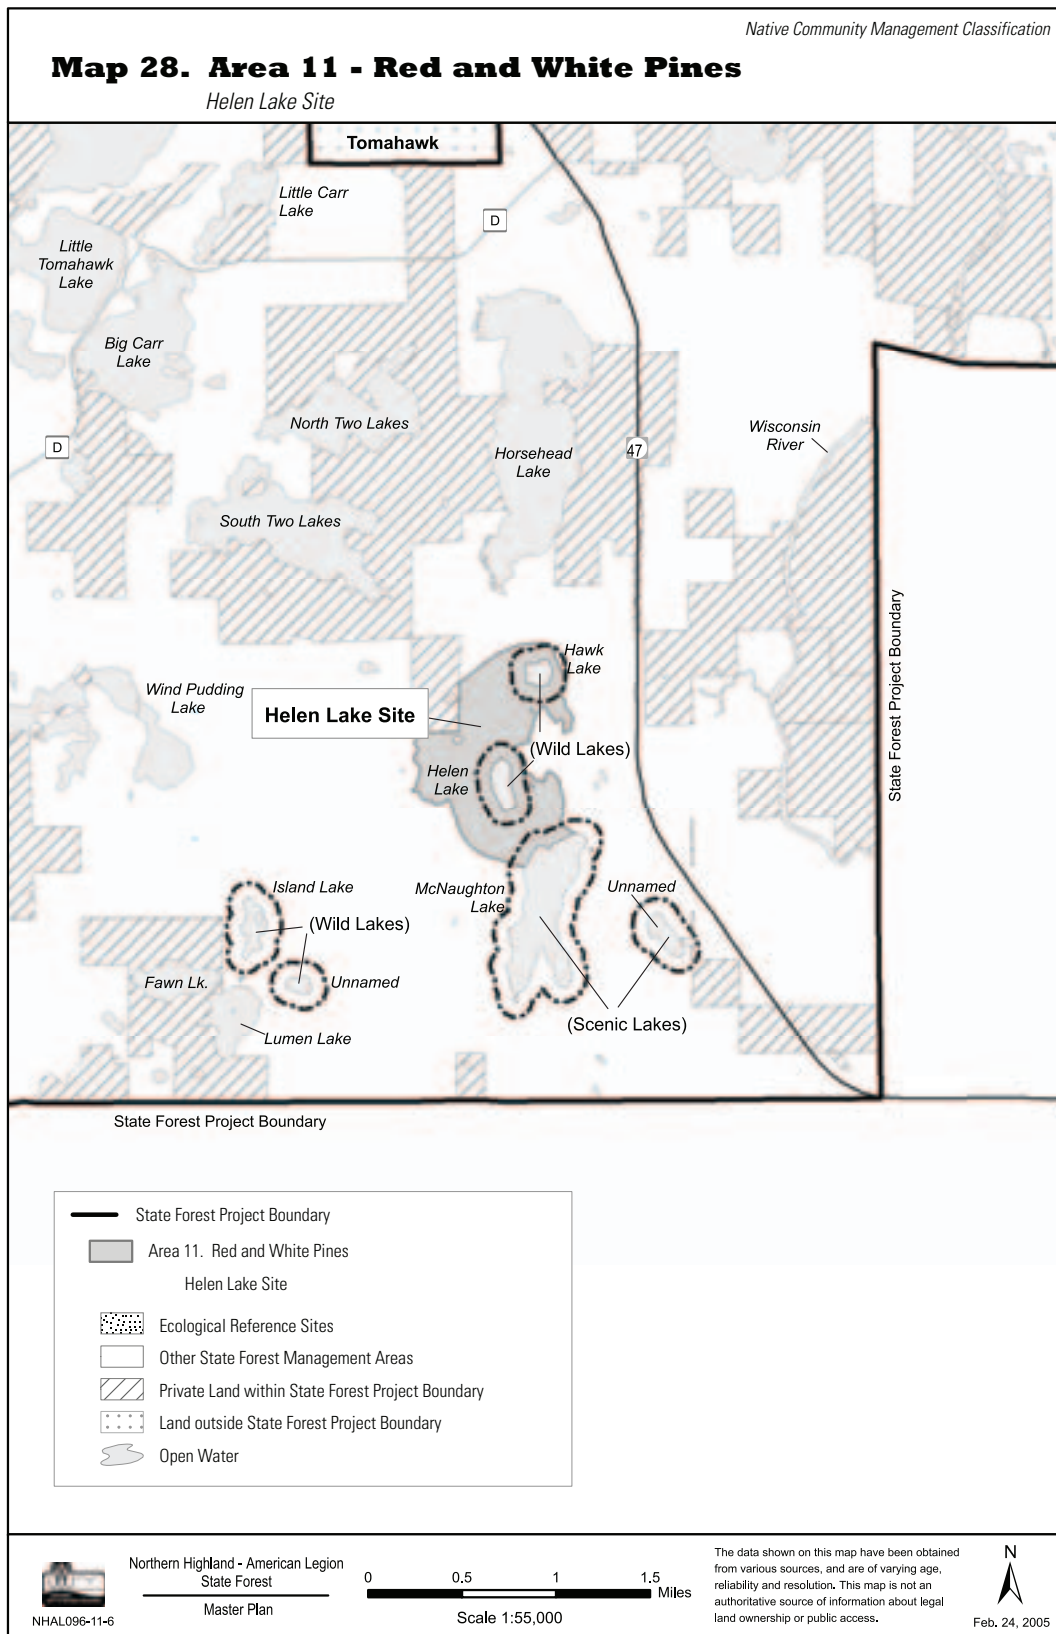 Native Community Management Classification
Map 28. Area 11 - Red and White Pines
Helen Lake Site
Tomahawk
Little Carr
Lake
D
Little
Tomahawk
Lake
Big Carr
Lake
North Two Lakes
D
Horsehead
Lake
47
Wisconsin
River
South Two Lakes
State Forest Project Boundary
Hawk
Lake
Wind Pudding
Lake
Helen Lake Site
(Wild Lakes)
Helen
Lake
Island Lake
McNaughton
Lake
Unnamed
(Wild Lakes)
Fawn Lk.
Unnamed
(Scenic Lakes)
Lumen Lake
State Forest Project Boundary
State Forest Project Boundary
Area 11. Red and White Pines
Helen Lake Site
Ecological Reference Sites
Other State Forest Management Areas
Private Land within State Forest Project Boundary
Land outside State Forest Project Boundary
Open Water
NHAL096-11-6
Northern Highland - American Legion
State Forest
Master Plan
0 0.5 1 1.5
Miles
Scale 1:55,000
The data shown on this map have been obtained
from various sources, and are of varying age,
reliability and resolution. This map is not an
authoritative source of information about legal
land ownership or public access.
N
Feb. 24, 2005